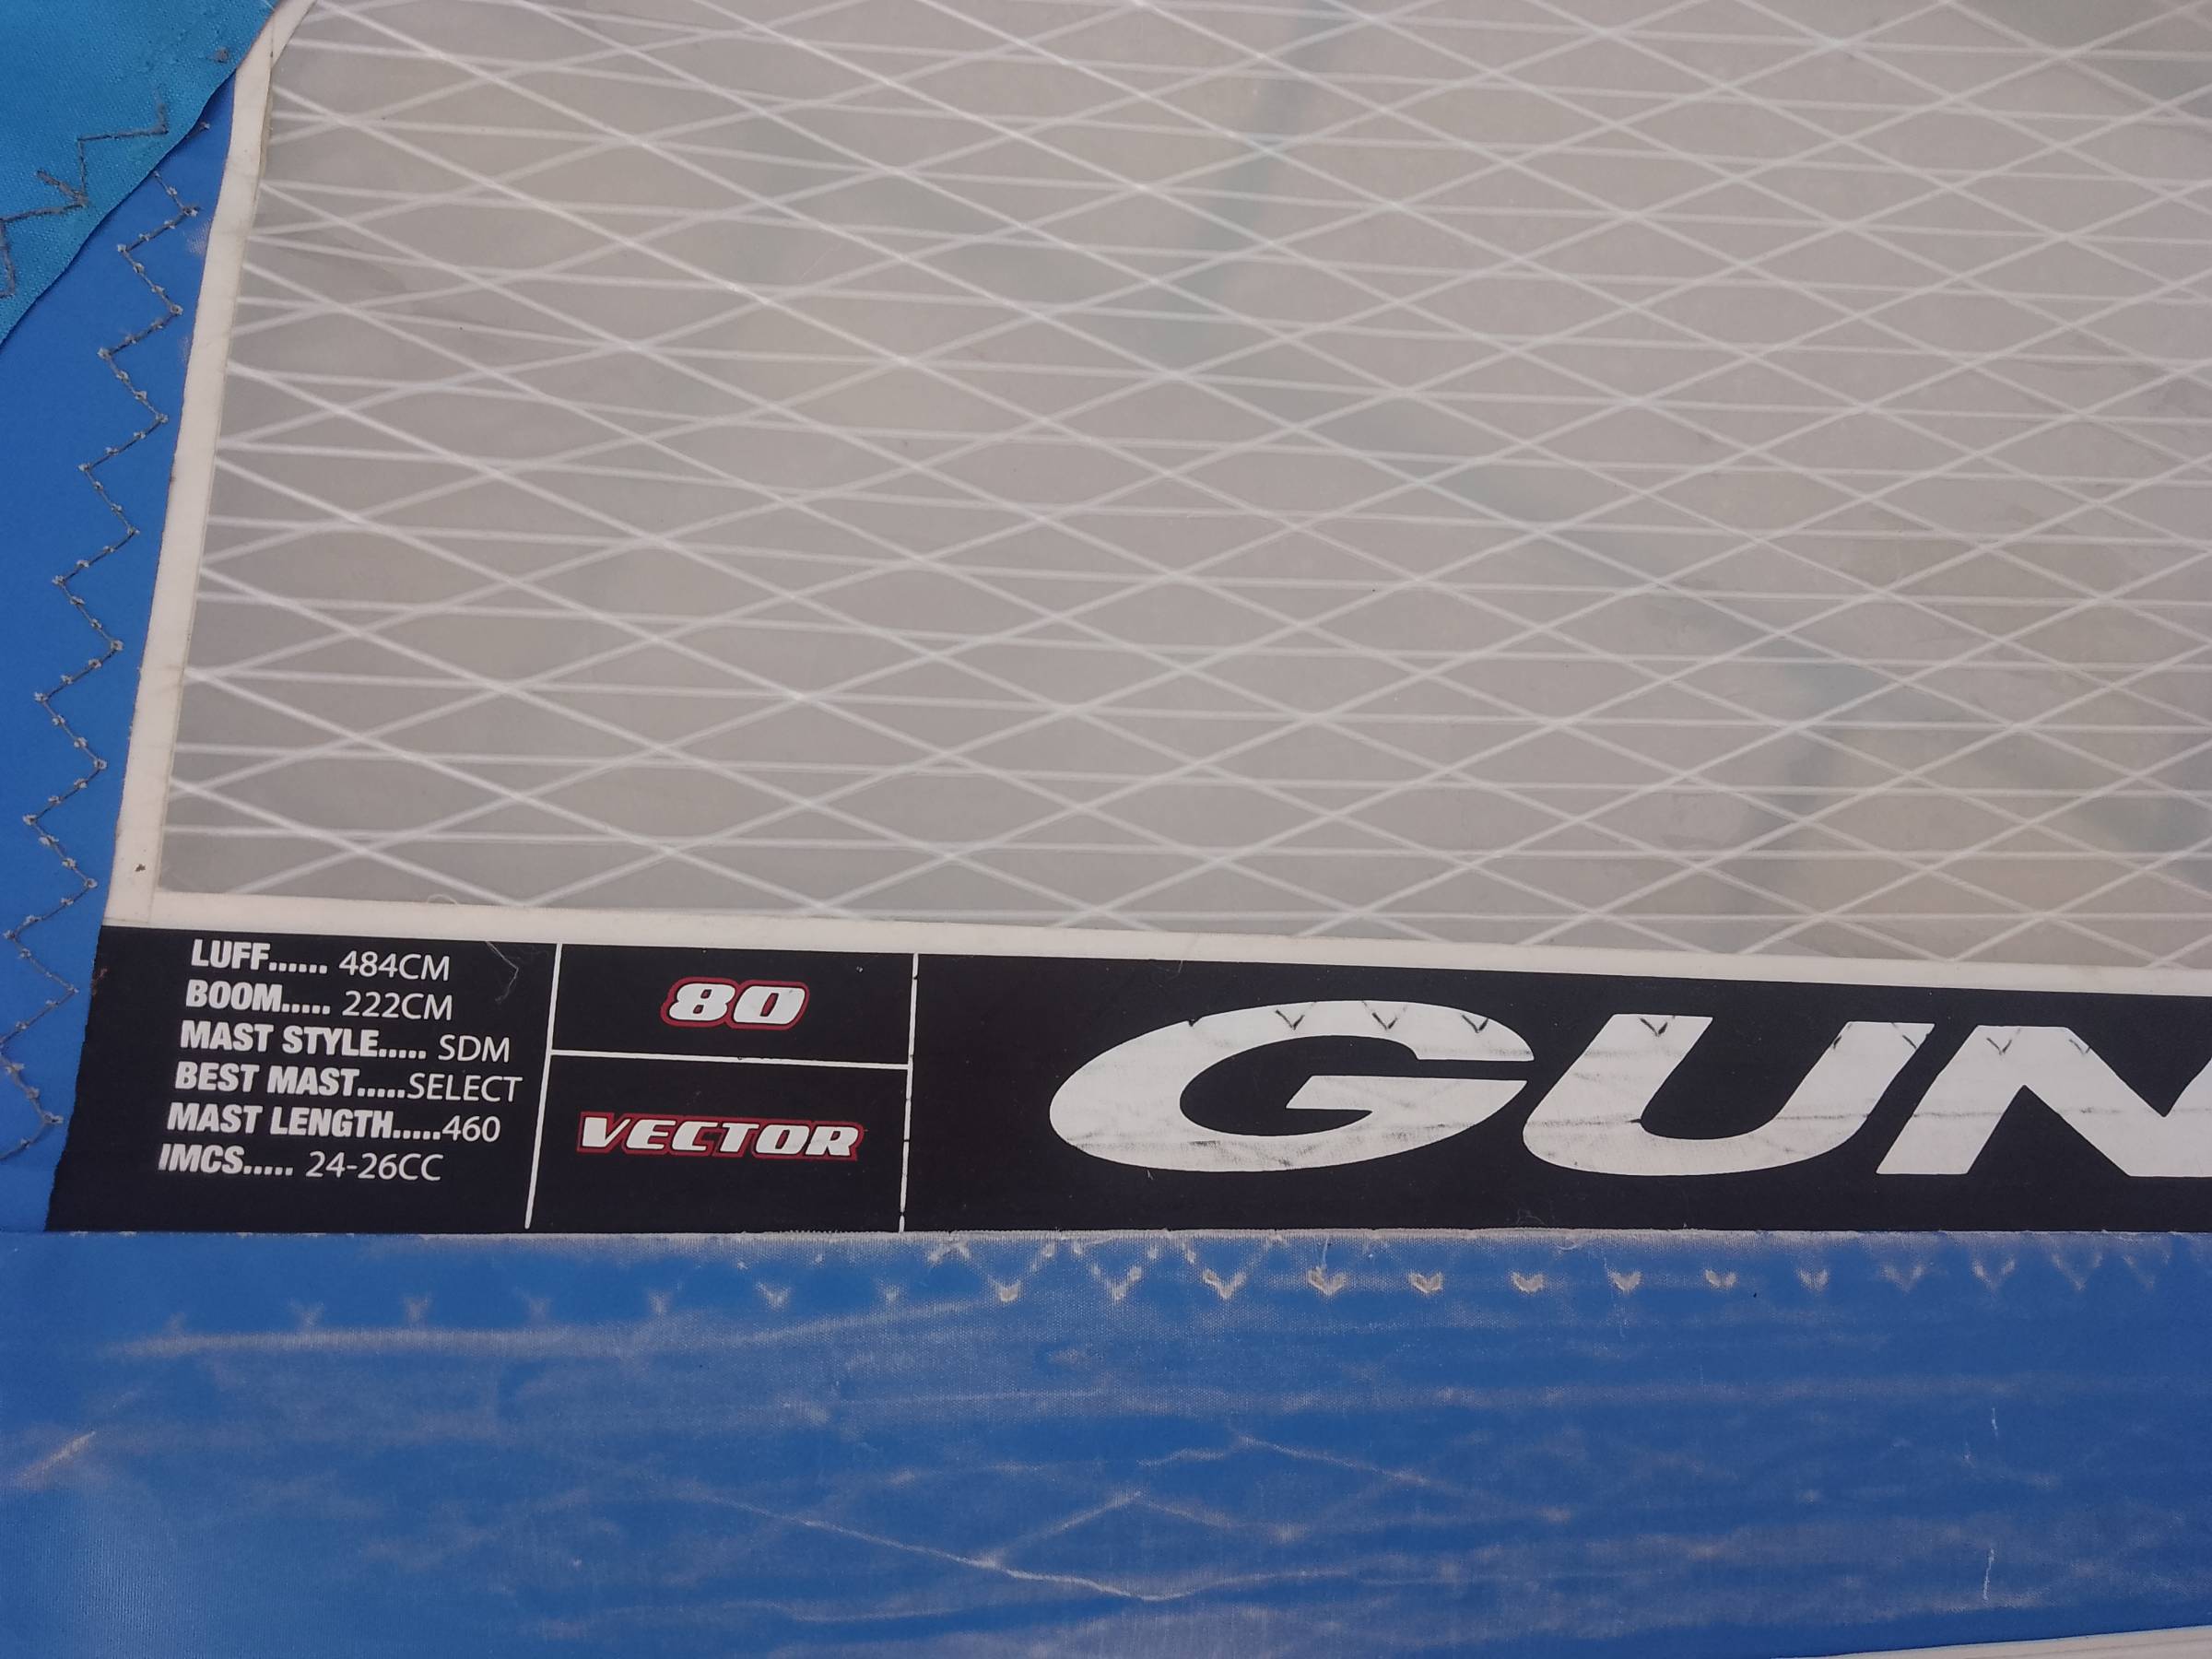 LUFF...... 484CM
BOOM..... 222CM
MAST STYLE..... SDM
BEST MAST.....SELECT
MAST LENGTH.....460
IMCS..... 24-26CC
80
VECTOR
GUN